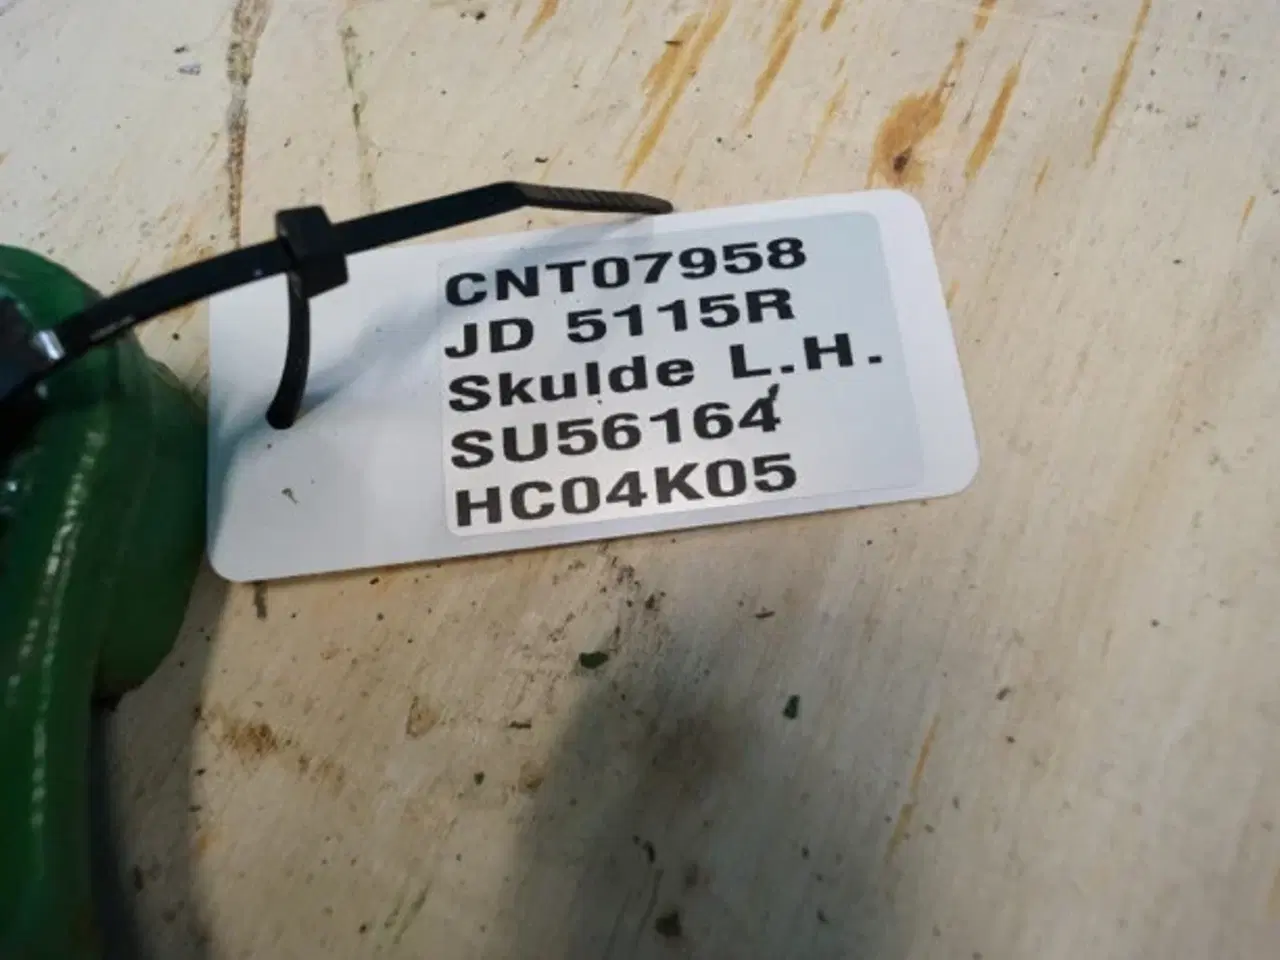 CNT07958
JD 5115R
Skulde L.H.
SU56164
HC04K05